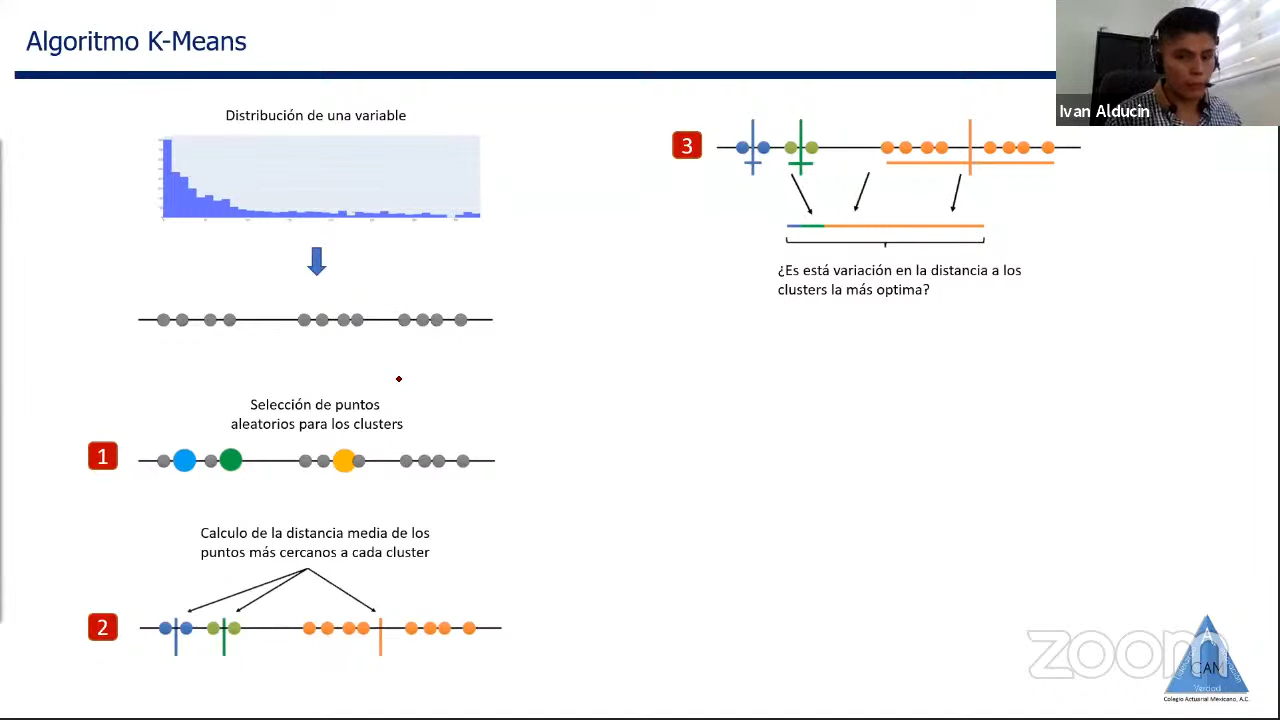 Algoritmo K-Means
Ivan Alducin
Distribución de una variable
Selección de puntos
aleatorios para los clusters
1
Calculo de la distancia media de los
puntos más cercanos a cada cluster
2
3
¿Es está variación en la distancia a los
clusters la más optima?
zoom
A
CAM
Verdad
Colegio Actuarial Mexicano, A.C.